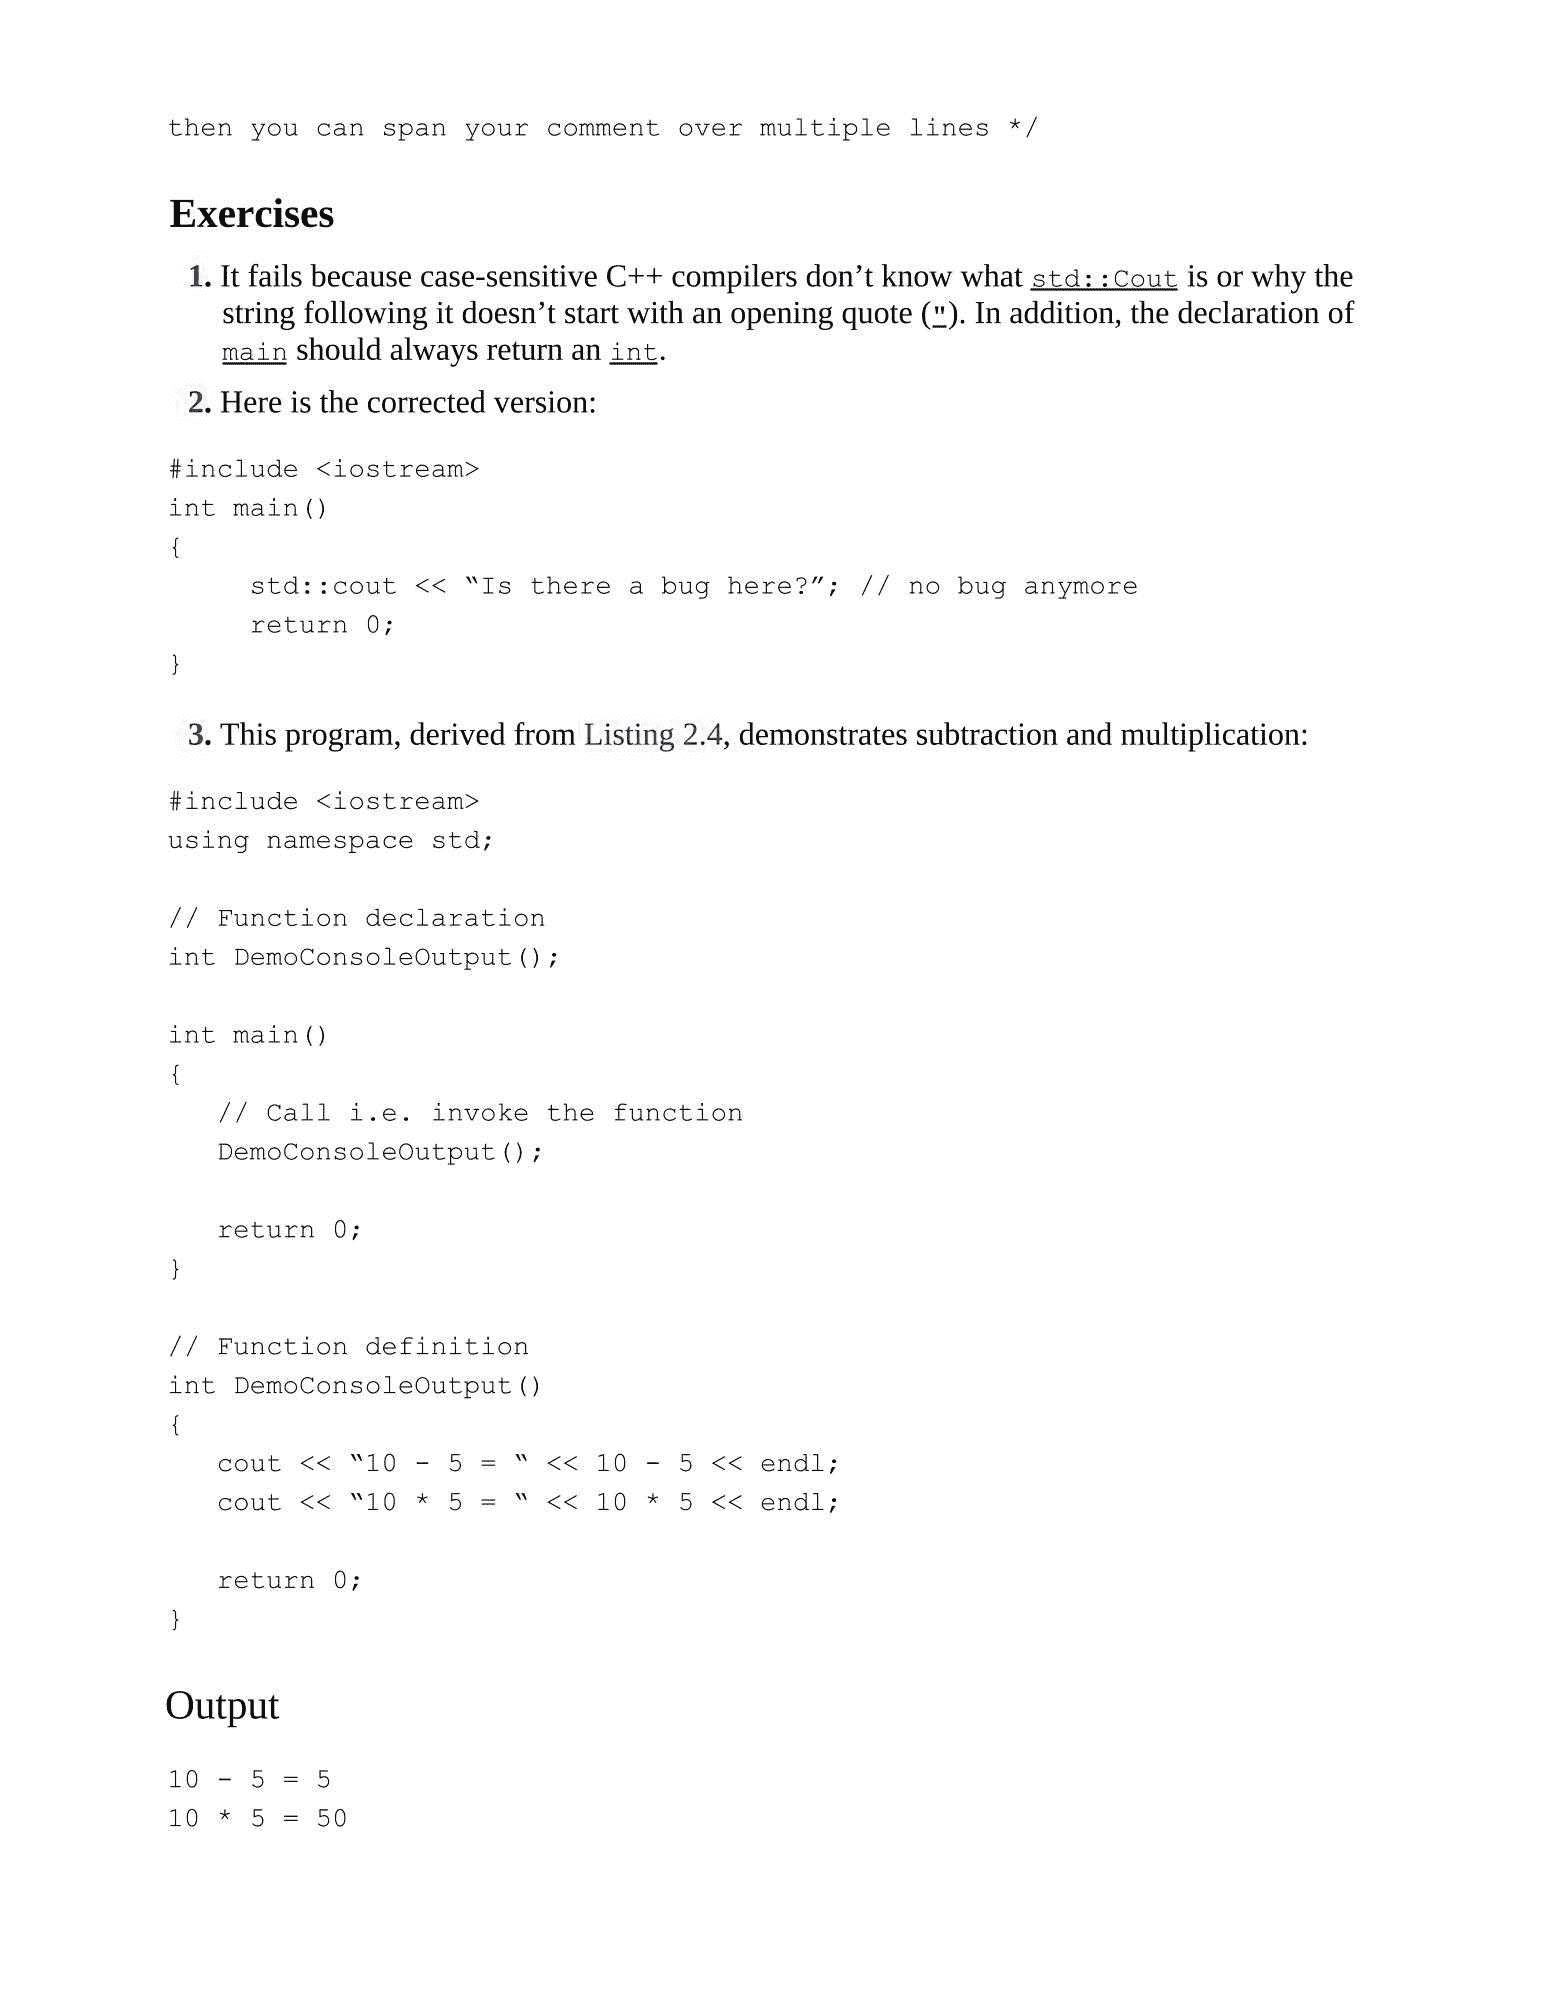 then you can span your comment over multiple lines */
Exercises
1. It fails because case-sensitive C++ compilers don’t know what std::Cout is or why the
string following it doesn’t start with an opening quote ("). In addition, the declaration of
main should always return an int.
2. Here is the corrected version:
#include <iostream>
int main()
{
     std::cout << “Is there a bug here?”; // no bug anymore
     return 0;
}
3. This program, derived from Listing 2.4, demonstrates subtraction and multiplication:
#include <iostream>
using namespace std;
// Function declaration
int DemoConsoleOutput();
int main()
{
   // Call i.e. invoke the function
   DemoConsoleOutput();
   return 0;
}
// Function definition
int DemoConsoleOutput()
{
   cout << “10 - 5 = “ << 10 - 5 << endl;
   cout << “10 * 5 = “ << 10 * 5 << endl;
   return 0;
}
Output
10 - 5 = 5
10 * 5 = 50